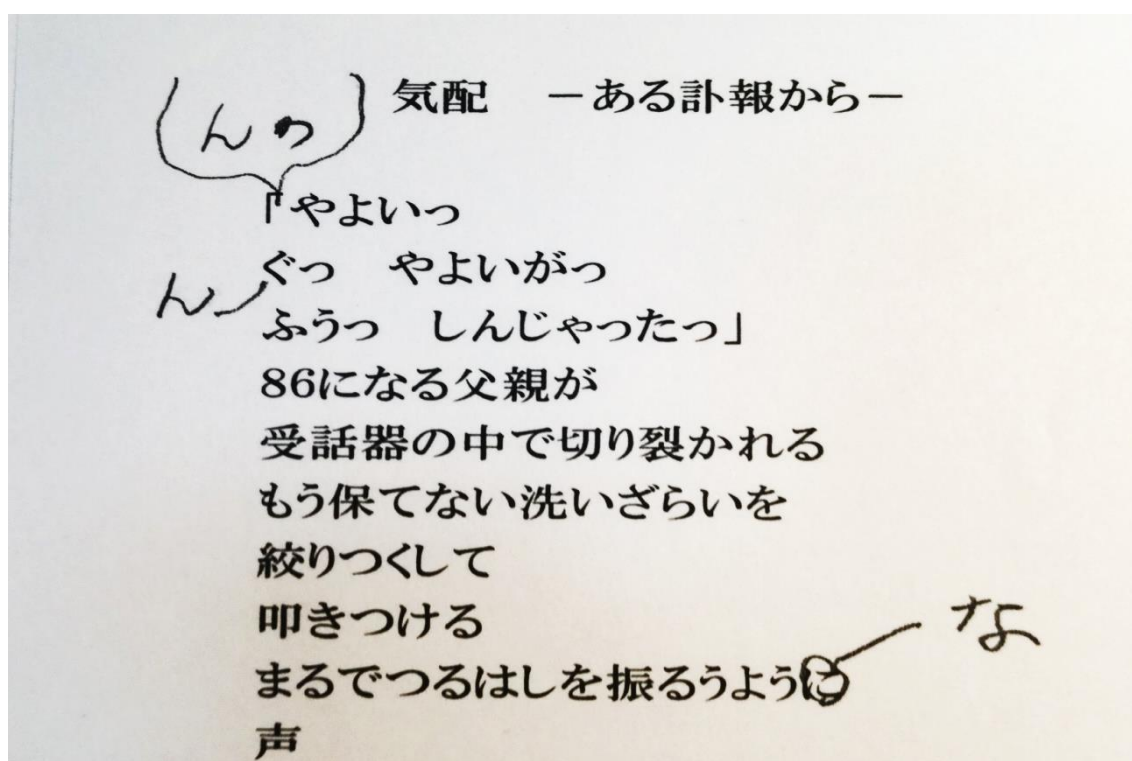 気配　－ある訃報から－
んの
「やよいっ
ぐっ　やよいがっ
ん
ふうっ　しんじゃったっ」
86になる父親が
受話器の中で切り裂かれる
もう保てない洗いざらいを
絞りつくして
叩きつける
な
まるでつるはしを振るうように
声